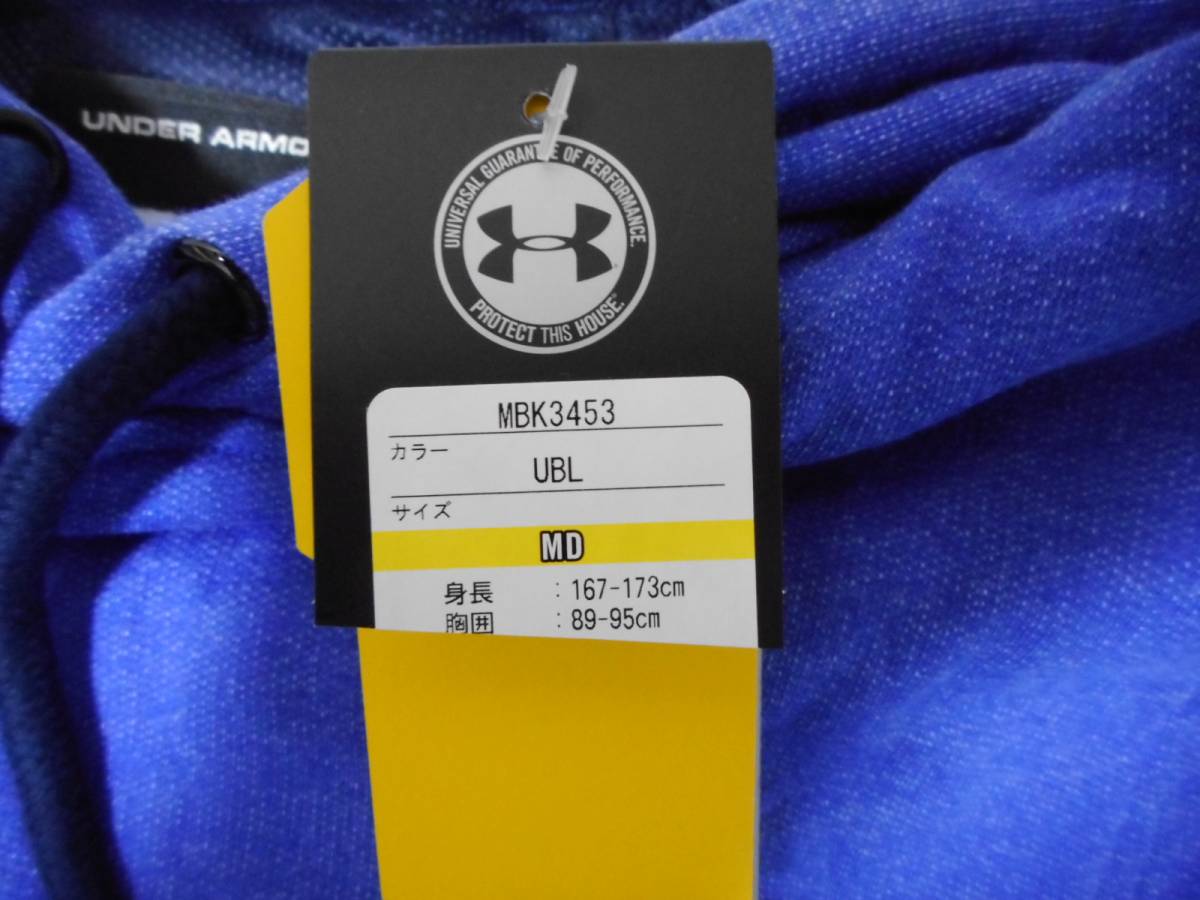 UNDER ARMO
UNIVERSAL GUARANTEE OF PERFORMANCE.
PROTECT THIS HOUSE.
MBK3453
カラー
UBL
サイズ
MD
身長 : 167-173cm
胸囲 : 89-95cm